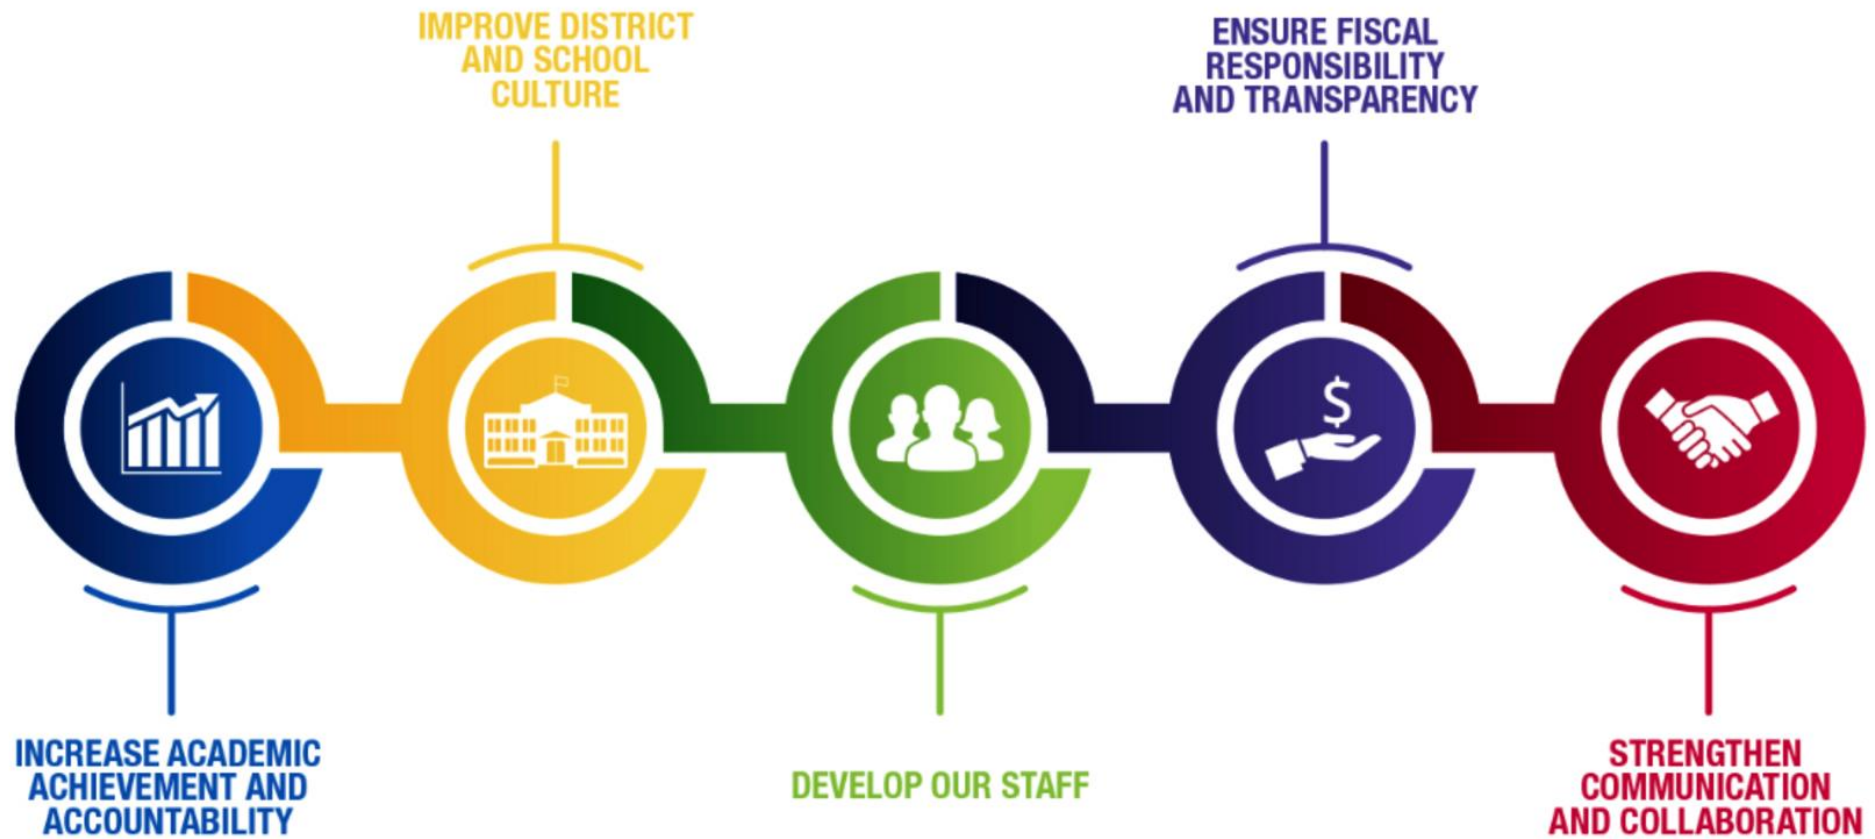 IMPROVE DISTRICT
AND SCHOOL
CULTURE
ENSURE FISCAL
RESPONSIBILITY
AND TRANSPARENCY
$
INCREASE ACADEMIC
ACHIEVEMENT AND
ACCOUNTABILITY
DEVELOP OUR STAFF
STRENGTHEN
COMMUNICATION
AND COLLABORATION